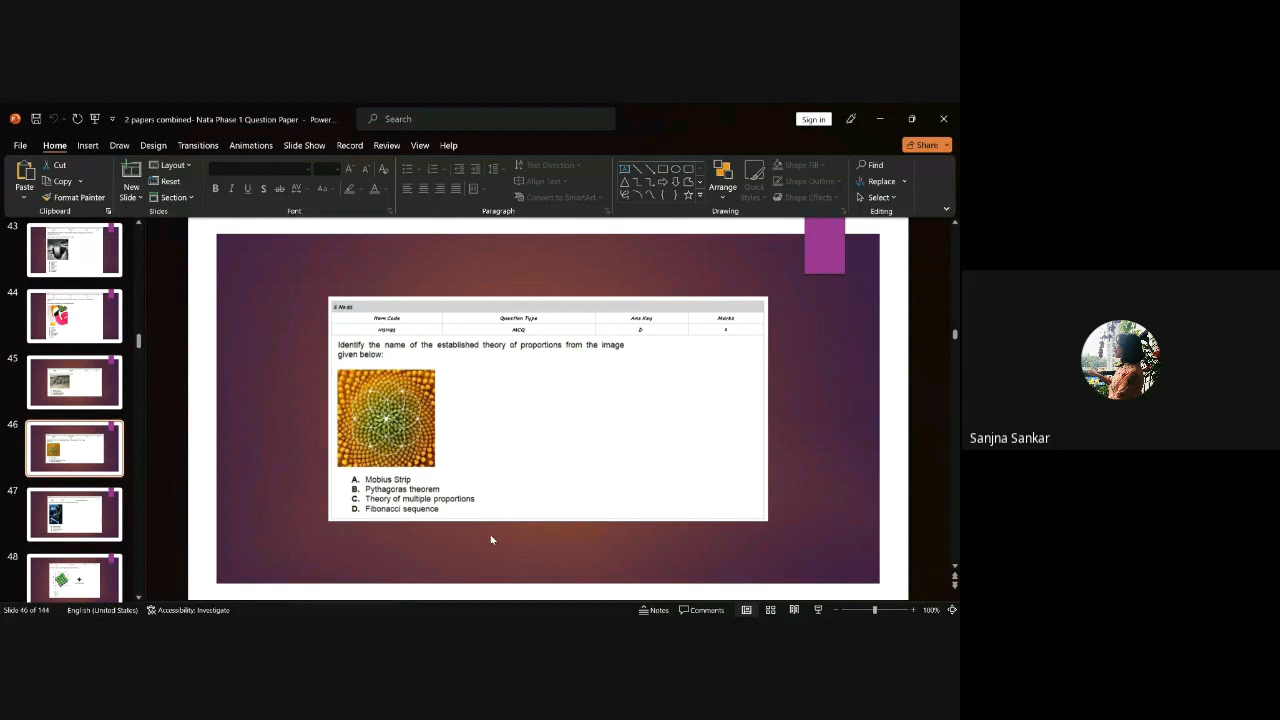 2 papers combined- Nata Phase 1 Question Paper - Power...
Search
Sign in
File Home Insert Draw Design Transitions Animations Slide Show Record Review View Help
Share
Paste
Cut
Copy
Format Painter
Clipboard
New Slide
Layout
Reset
Section
Slides
B I U S ab AV Aa
Font
Text Direction
Align Text
Convert to SmartArt
Paragraph
Arrange
Quick Styles
Shape Fill
Shape Outline
Shape Effects
Drawing
Find
Replace
Select
Editing
43
44
45
46
47
48
Item Code Question Type Ans Key Marks
MCQ D
Identify the name of the established theory of proportions from the image
given below:
A. Mobius Strip
B. Pythagoras theorem
C. Theory of multiple proportions
D. Fibonacci sequence
Slide 46 of 144 English (United States) Accessibility: Investigate
Notes Comments 100%
Sanjna Sankar